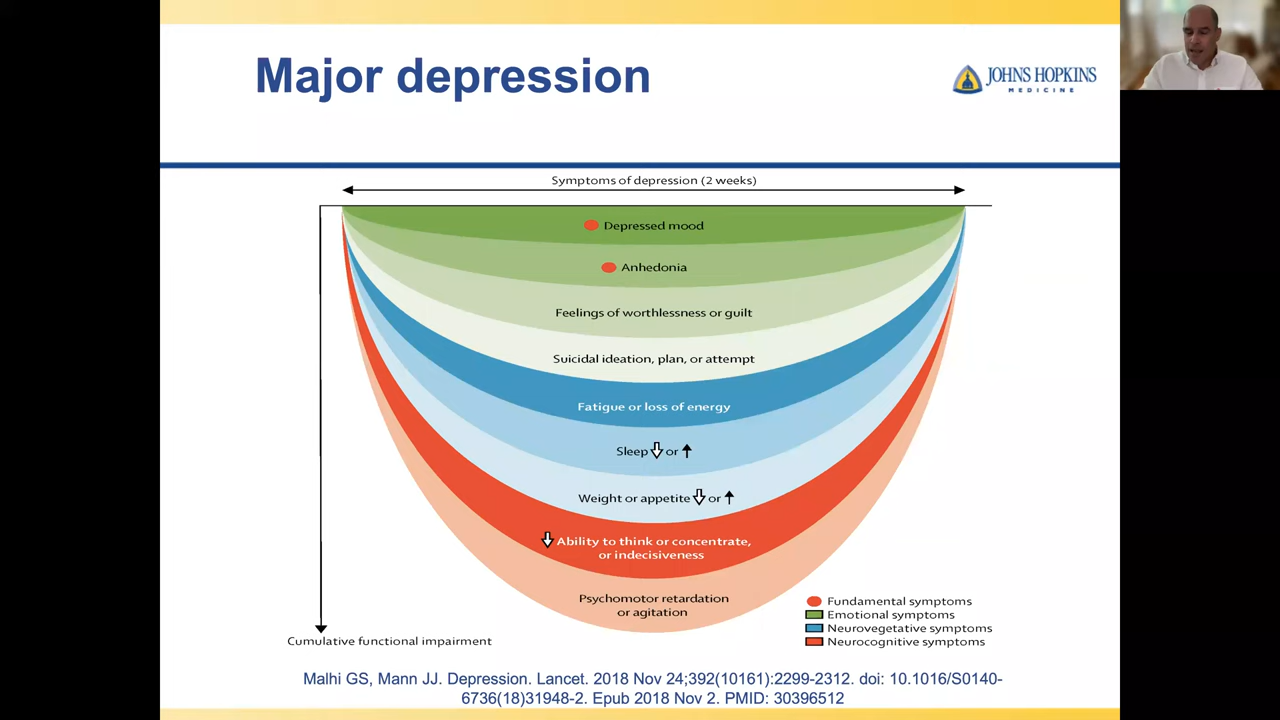 Major depression
JOHNS HOPKINS
MEDICINE
Symptoms of depression (2 weeks)
Depressed mood
Anhedonia
Feelings of worthlessness or guilt
Suicidal ideation, plan, or attempt
Fatigue or loss of energy
Sleep ⇩ or ↑
Weight or appetite ⇩ or ↑
⇩ Ability to think or concentrate,
or indecisiveness
Psychomotor retardation
or agitation
Cumulative functional impairment
Fundamental symptoms
Emotional symptoms
Neurovegetative symptoms
Neurocognitive symptoms
Malhi GS, Mann JJ. Depression. Lancet. 2018 Nov 24;392(10161):2299-2312. doi: 10.1016/S0140-
6736(18)31948-2. Epub 2018 Nov 2. PMID: 30396512